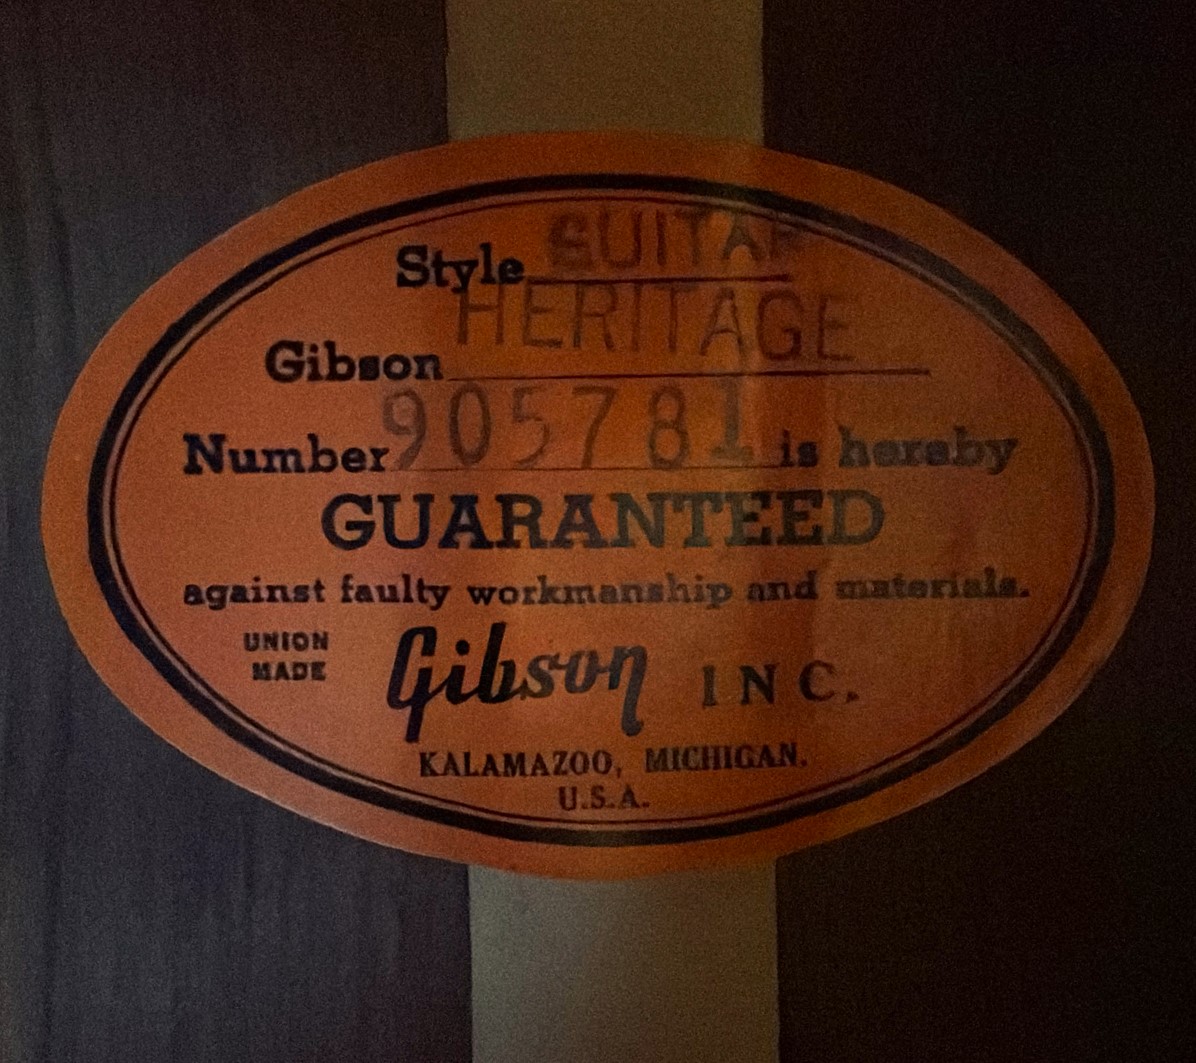 Style GUITAR
Gibson HERITAGE
Number 905781 is hereby
GUARANTEED
against faulty workmanship and materials.
UNION
MADE
Gibson INC.
KALAMAZOO, MICHIGAN.
U.S.A.